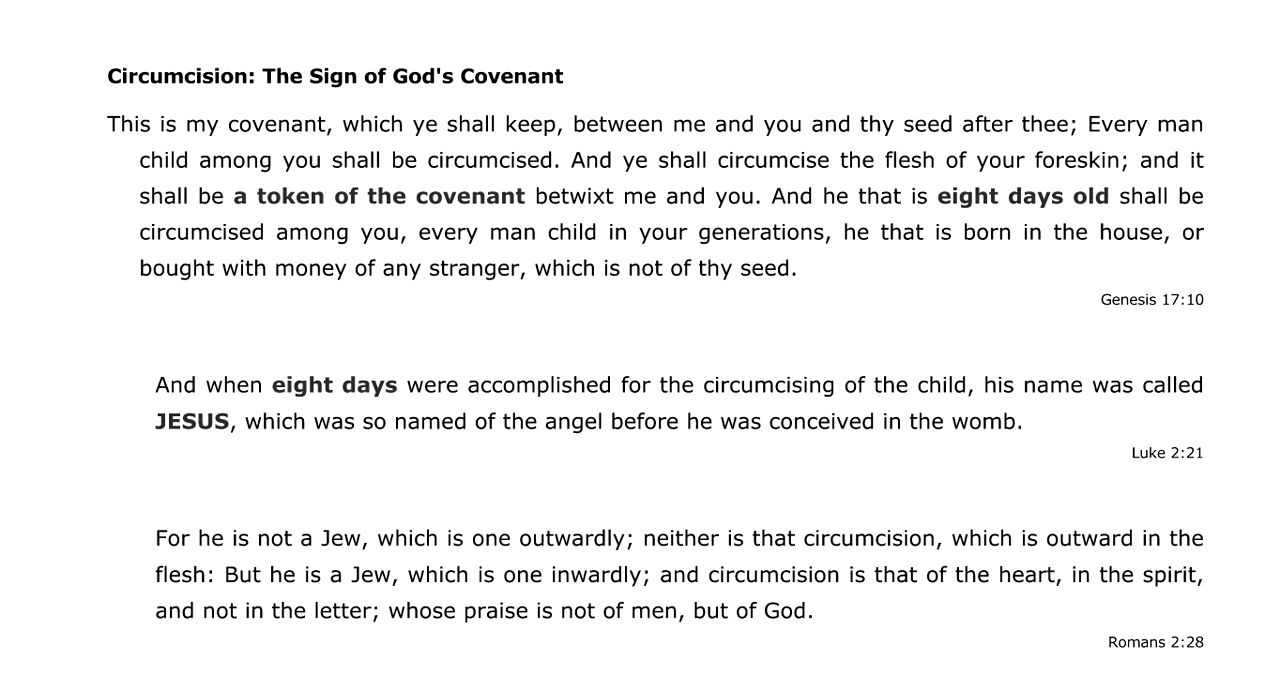 Circumcision: The Sign of God's Covenant
This is my covenant, which ye shall keep, between me and you and thy seed after thee; Every man
child among you shall be circumcised. And ye shall circumcise the flesh of your foreskin; and it
shall be a token of the covenant betwixt me and you. And he that is eight days old shall be
circumcised among you, every man child in your generations, he that is born in the house, or
bought with money of any stranger, which is not of thy seed.
Genesis 17:10
And when eight days were accomplished for the circumcising of the child, his name was called
JESUS, which was so named of the angel before he was conceived in the womb.
Luke 2:21
For he is not a Jew, which is one outwardly; neither is that circumcision, which is outward in the
flesh: But he is a Jew, which is one inwardly; and circumcision is that of the heart, in the spirit,
and not in the letter; whose praise is not of men, but of God.
Romans 2:28